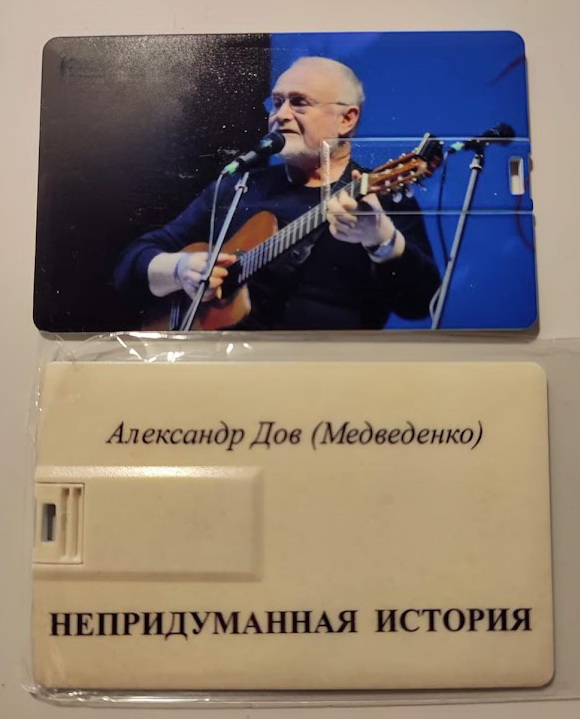 Александр Дов (Медведенко)
НЕПРИДУМАННАЯ ИСТОРИЯ